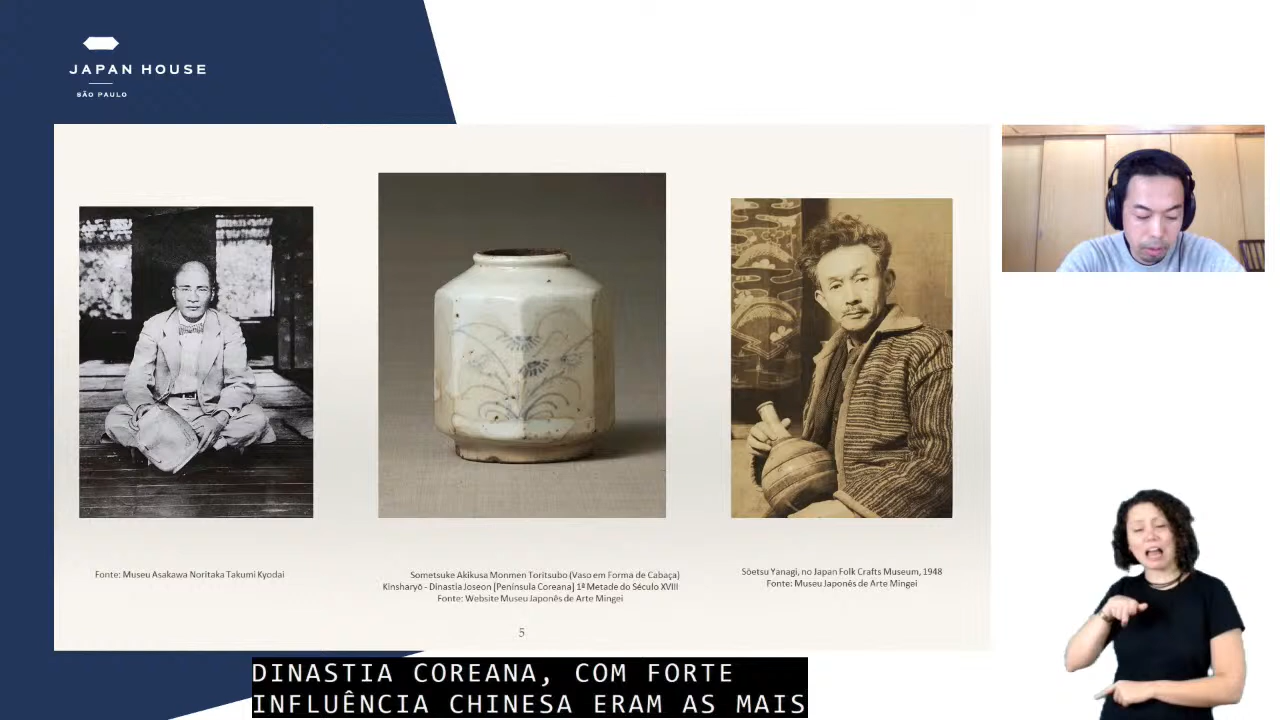 JAPAN HOUSE
SÃO PAULO
Fonte: Museu Asakawa Noritaka Takumi Kyodai
Sometsuke Akikusa Monmen Toritsubo (Vaso em Forma de Cabaça)
Kinsharyō - Dinastia Joseon [Peninsula Coreana] 1ª Metade do Século XVIII
Fonte: Website Museu Japonês de Arte Mingei
Sōetsu Yanagi, no Japan Folk Crafts Museum, 1948
Fonte: Museu Japonês de Arte Mingei
5
DINASTIA COREANA, COM FORTE
INFLUÊNCIA CHINESA ERAM AS MAIS